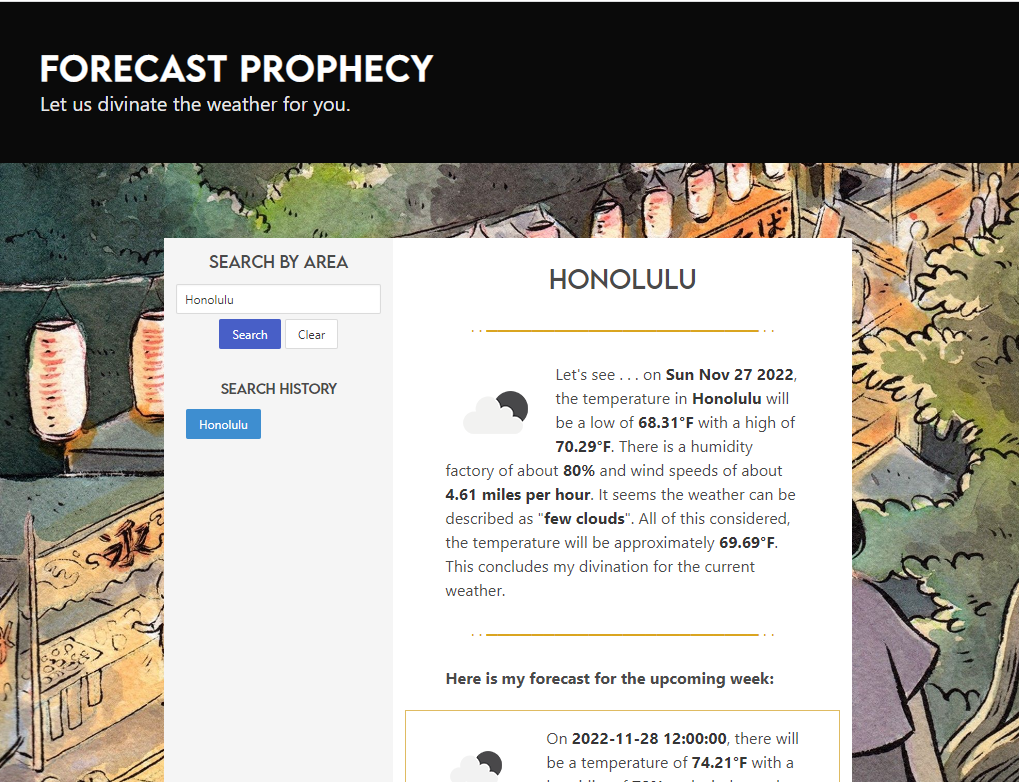 FORECAST PROPHECY
Let us divinate the weather for you.
そば
永
SEARCH BY AREA
Honolulu
Search
Clear
SEARCH HISTORY
Honolulu
HONOLULU
Let's see . . . on Sun Nov 27 2022,
the temperature in Honolulu will
be a low of 68.31°F with a high of
70.29°F. There is a humidity
factory of about 80% and wind speeds of about
4.61 miles per hour. It seems the weather can be
described as "few clouds". All of this considered,
the temperature will be approximately 69.69°F.
This concludes my divination for the current
weather.
Here is my forecast for the upcoming week:
On 2022-11-28 12:00:00, there will
be a temperature of 74.21°F with a